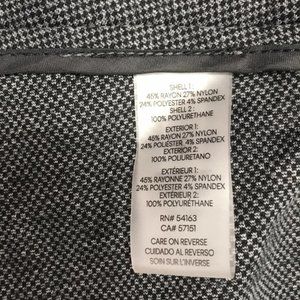 SHELL 1:
45% RAYON 27% NYLON
24% POLYESTER 4% SPANDEX
SHELL 2:
100% POLYURETHANE
EXTERIOR 1:
45% RAYON 27% NYLON
24% POLIÉSTER 4% SPANDEX
EXTERIOR 2:
100% POLIURETANO
EXTÉRIEUR 1:
45% RAYONNE 27% NYLON
24% POLYESTER 4% SPANDEX
EXTÉRIEUR 2:
100% POLYURÉTHANE
RN# 54163
CA# 57151
CARE ON REVERSE
CUIDADO AL REVERSO
SOIN SUR L'INVERSE